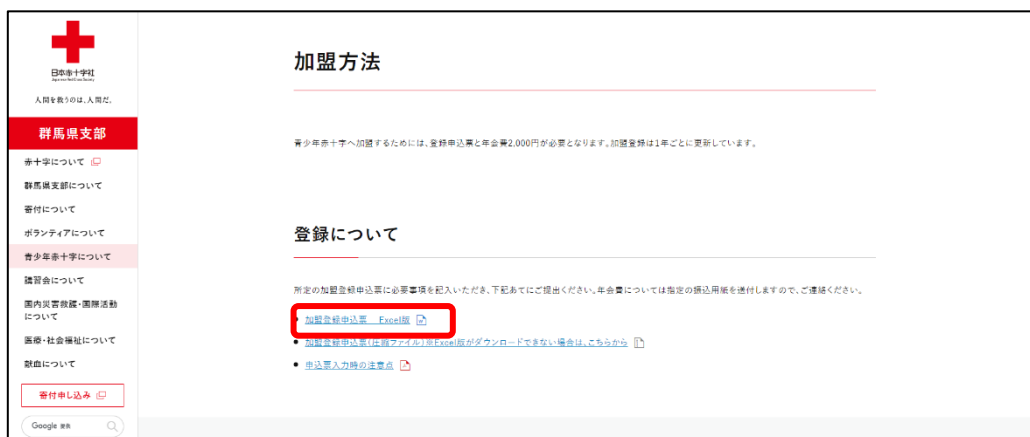 日本赤十字社
Japanese Red Cross Society
人間を救うのは、人間だ。
群馬県支部
赤十字について
群馬県支部について
寄付について
ボランティアについて
青少年赤十字について
講習会について
国内災害救護・国際活動
について
医療・社会福祉について
献血について
寄付申し込み
Google 検索
加盟方法
青少年赤十字へ加盟するためには、登録申込票と年会費2,000円が必要となります。加盟登録は1年ごとに更新しています。
登録について
所定の加盟登録申込票に必要事項を記入いただき、下記あてにご提出ください。年会費については指定の振込用紙を送付しますので、ご連絡ください。
加盟登録申込票　Excel版
加盟登録申込票（圧縮ファイル）※Excel版がダウンロードできない場合は、こちらから
申込票入力時の注意点